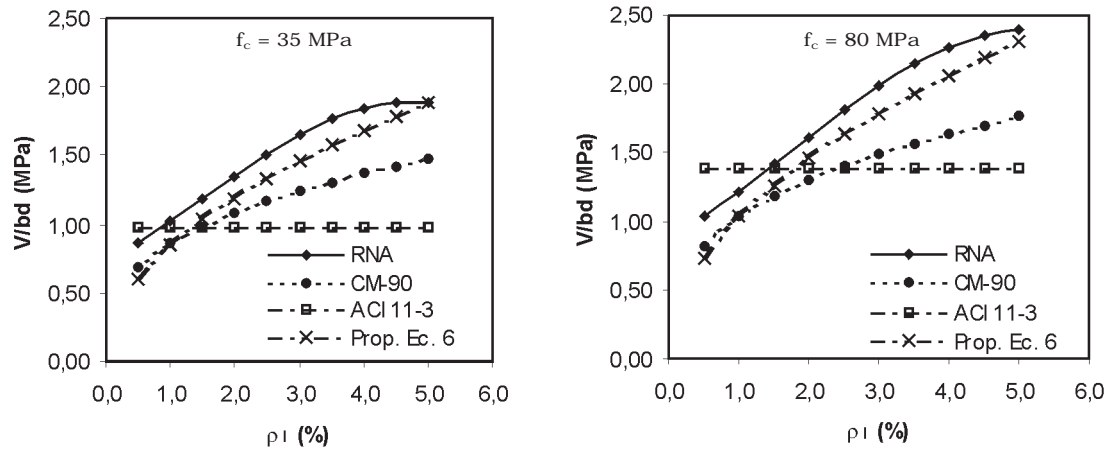 2,50
2,00
1,50
1,00
0,50
0,00
V/bd (MPa)
f_c = 35 MPa
RNA
CM-90
ACI 11-3
Prop. Ec. 6
0,0 1,0 2,0 3,0 4,0 5,0 6,0
ρ l (%)
2,50
2,00
1,50
1,00
0,50
0,00
V/bd (MPa)
f_c = 80 MPa
RNA
CM-90
ACI 11-3
Prop. Ec. 6
0,0 1,0 2,0 3,0 4,0 5,0 6,0
ρ l (%)